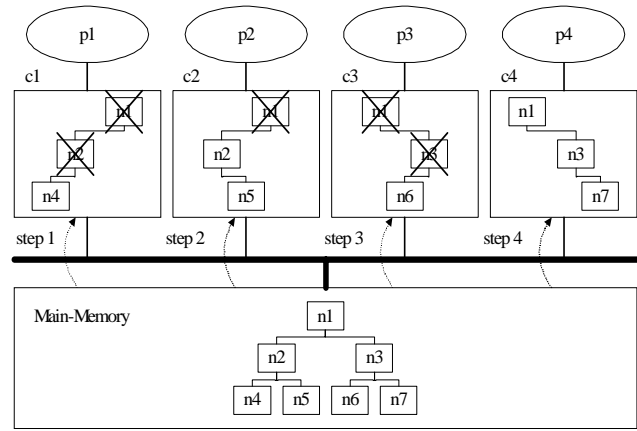 p1 p2 p3 p4
c1 c2 c3 c4
n1 n1 n1 n1
n2 n2 n3 n3
n4 n5 n6 n7
step 1 step 2 step 3 step 4
Main-Memory
n1
n2 n3
n4 n5 n6 n7